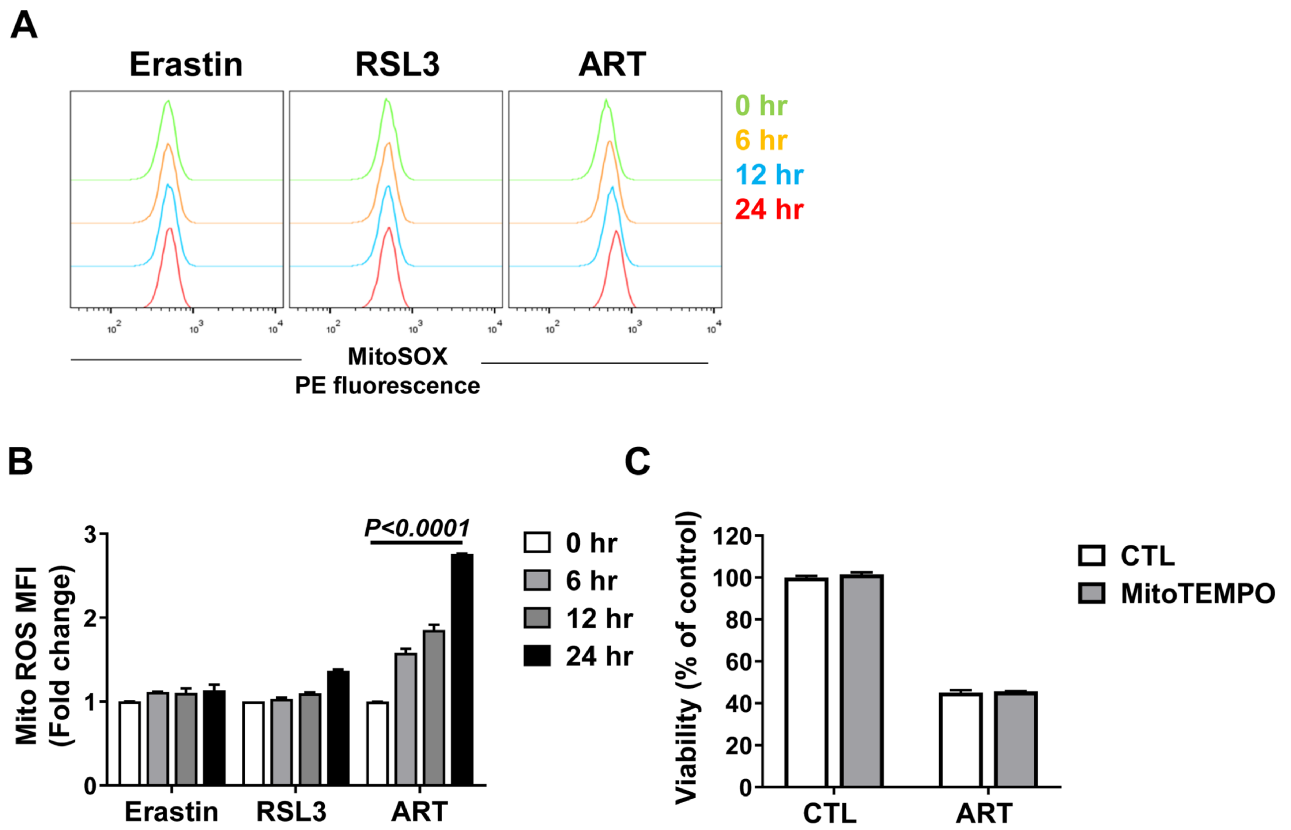 A
Erastin
RSL3
ART
0 hr
6 hr
12 hr
24 hr
10² 10³ 10⁴
10² 10³ 10⁴
10² 10³ 10⁴
MitoSOX
PE fluorescence
B
Mito ROS MFI
(Fold change)
3
2
1
0
P<0.0001
0 hr
6 hr
12 hr
24 hr
Erastin
RSL3
ART
C
Viability (% of control)
120
100
80
60
40
20
0
CTL
MitoTEMPO
CTL
ART